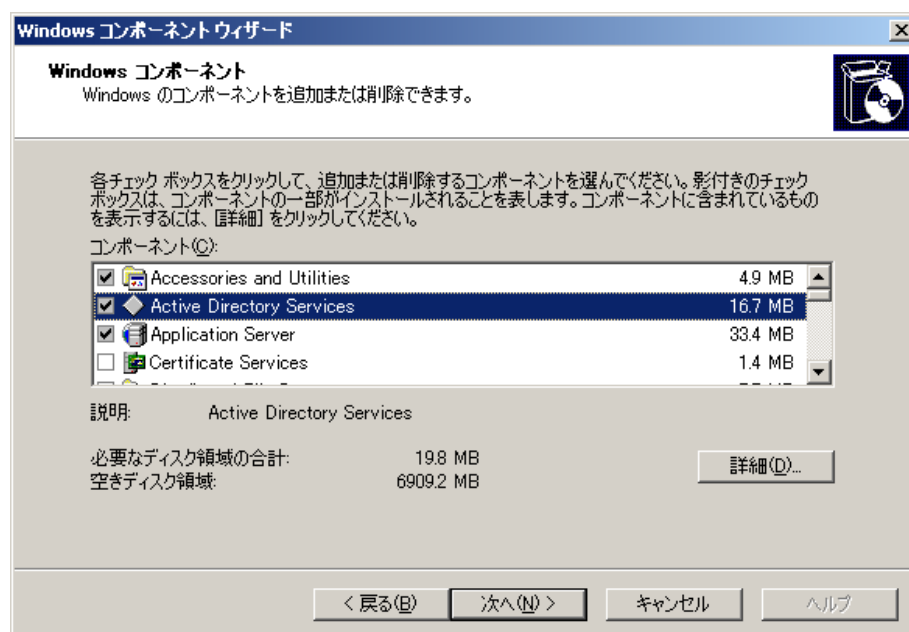 Windows コンポーネント ウィザード
Windows コンポーネント
Windows のコンポーネントを追加または削除できます。
各チェック ボックスをクリックして、追加または削除するコンポーネントを選んでください。影付きのチェック
ボックスは、コンポーネントの一部がインストールされることを表します。コンポーネントに含まれているもの
を表示するには、[詳細] をクリックしてください。
コンポーネント(C):
Accessories and Utilities 4.9 MB
Active Directory Services 16.7 MB
Application Server 33.4 MB
Certificate Services 1.4 MB
説明: Active Directory Services
必要なディスク領域の合計: 19.8 MB
空きディスク領域: 6909.2 MB
詳細(D)...
< 戻る(B) 次へ(N) > キャンセル ヘルプ